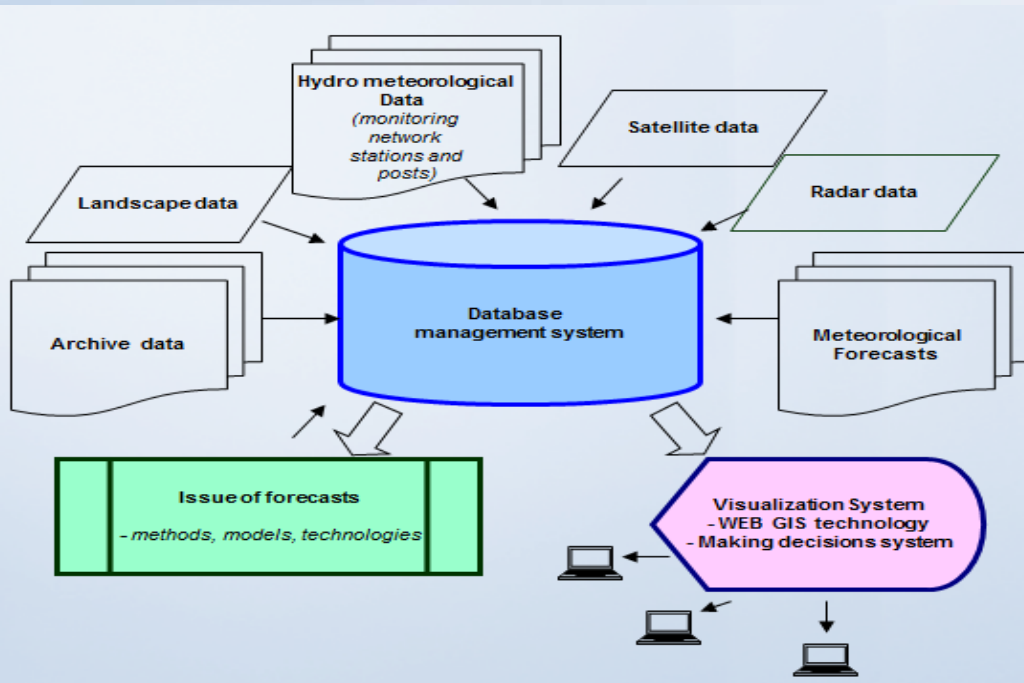 Hydro meteorological
Data
(monitoring
network
stations and
posts)
Satellite data
Radar data
Landscape data
Archive data
Database
management system
Meteorological
Forecasts
Issue of forecasts
- methods, models, technologies
Visualization System
- WEB GIS technology
- Making decisions system